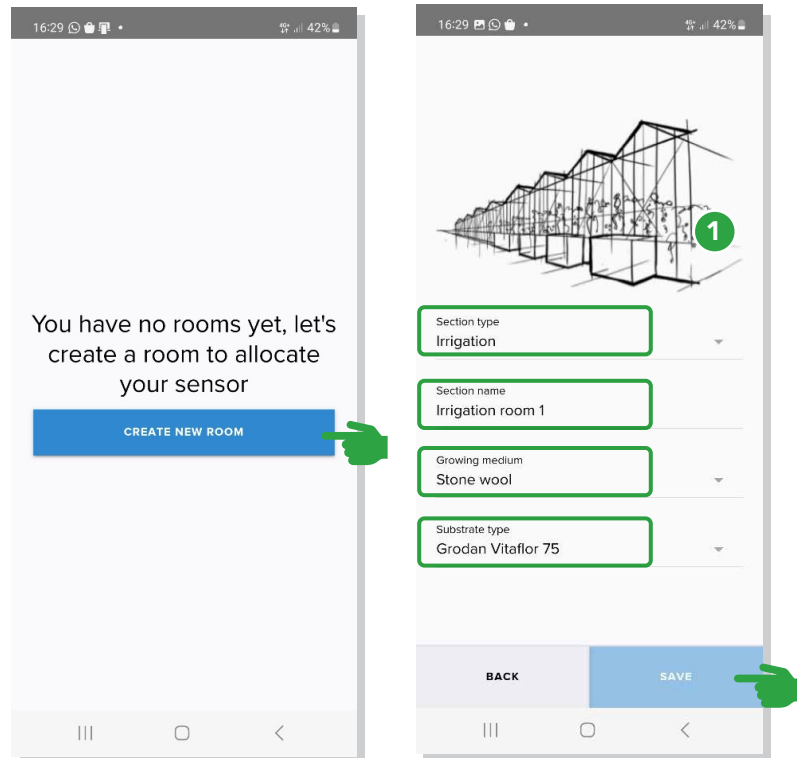 16:29
4G+ 42%
You have no rooms yet, let's
create a room to allocate
your sensor
CREATE NEW ROOM
16:29
4G+ 42%
1
Section type
Irrigation
Section name
Irrigation room 1
Growing medium
Stone wool
Substrate type
Grodan Vitaflor 75
BACK
SAVE